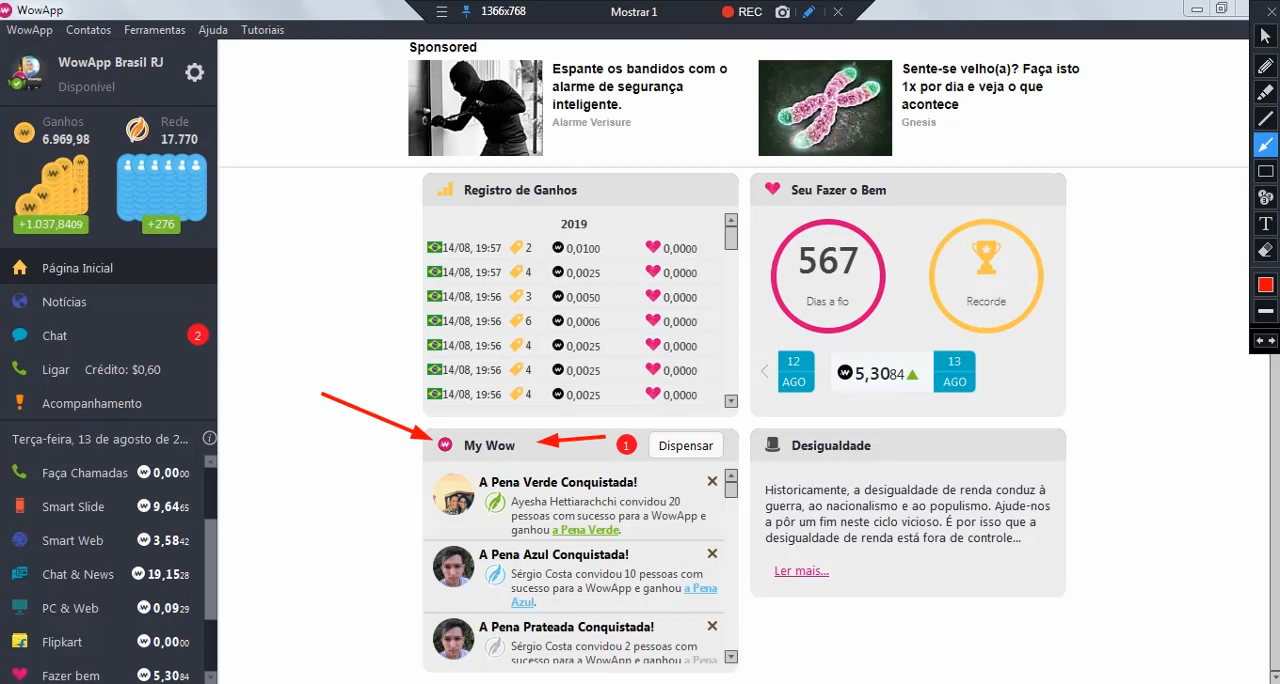 WowApp
1366x768
Mostrar1
REC
WowApp Contatos Ferramentas Ajuda Tutoriais
WowApp Brasil RJ
Disponível
Ganhos
6.969,98
Rede
17.770
+1.037,8409
+276
Página Inicial
Notícias
Chat 2
Ligar Crédito: $0,60
Acompanhamento
Terça-feira, 13 de agosto de 2...
Faça Chamadas 0,0000
Smart Slide 9,6465
Smart Web 3,5842
Chat & News 19,1528
PC & Web 0,0929
Flipkart 0,0000
Fazer bem 5,3084
Sponsored
Espante os bandidos com o
alarme de segurança
inteligente.
Alarme Verisure
Sente-se velho(a)? Faça isto
1x por dia e veja o que
acontece
Gnesis
Registro de Ganhos
2019
14/08, 19:57 2 0,0100 0,0000
14/08, 19:57 4 0,0025 0,0000
14/08, 19:56 3 0,0050 0,0000
14/08, 19:56 6 0,0006 0,0000
14/08, 19:56 4 0,0025 0,0000
14/08, 19:56 4 0,0025 0,0000
14/08, 19:56 4 0,0025 0,0000
Seu Fazer o Bem
567
Dias a fio
Recorde
12
AGO
5,3084
13
AGO
My Wow 1 Dispensar
A Pena Verde Conquistada!
Ayesha Hettiarachchi convidou 20
pessoas com sucesso para a WowApp e
ganhou a Pena Verde.
A Pena Azul Conquistada!
Sérgio Costa convidou 10 pessoas com
sucesso para a WowApp e ganhou a Pena
Azul.
A Pena Prateada Conquistada!
Sérgio Costa convidou 2 pessoas com
sucesso para a WowApp e ganhou a Pena
Desigualdade
Historicamente, a desigualdade de renda conduz à
guerra, ao nacionalismo e ao populismo. Ajude-nos
a pôr um fim neste ciclo vicioso. É por isso que a
desigualdade de renda está fora de controle...
Ler mais...
T